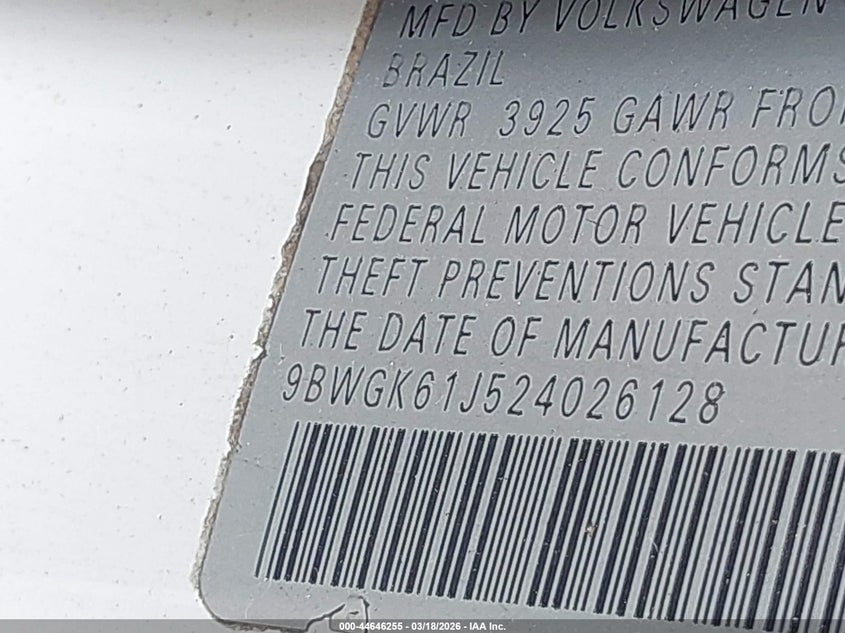 MFD BY VOLKSWAGEN
BRAZIL
GVWR 3925 GAWR FRO
THIS VEHICLE CONFORMS
FEDERAL MOTOR VEHICLE
THEFT PREVENTIONS STAN
THE DATE OF MANUFACTUR
9BWGK61J524026128
000-44646255 - 03/18/2026 - IAA Inc.